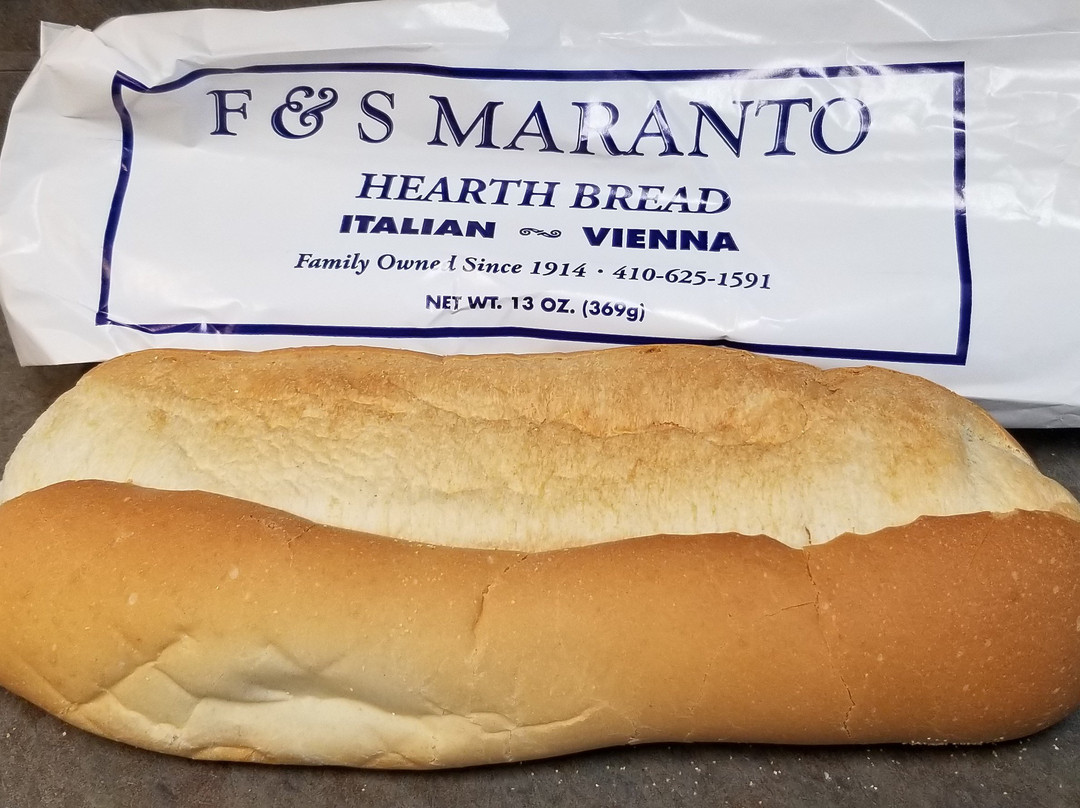 F & S MARANTO
HEARTH BREAD
ITALIAN VIENNA
Family Owned Since 1914 · 410-625-1591
NET WT. 13 OZ. (369g)